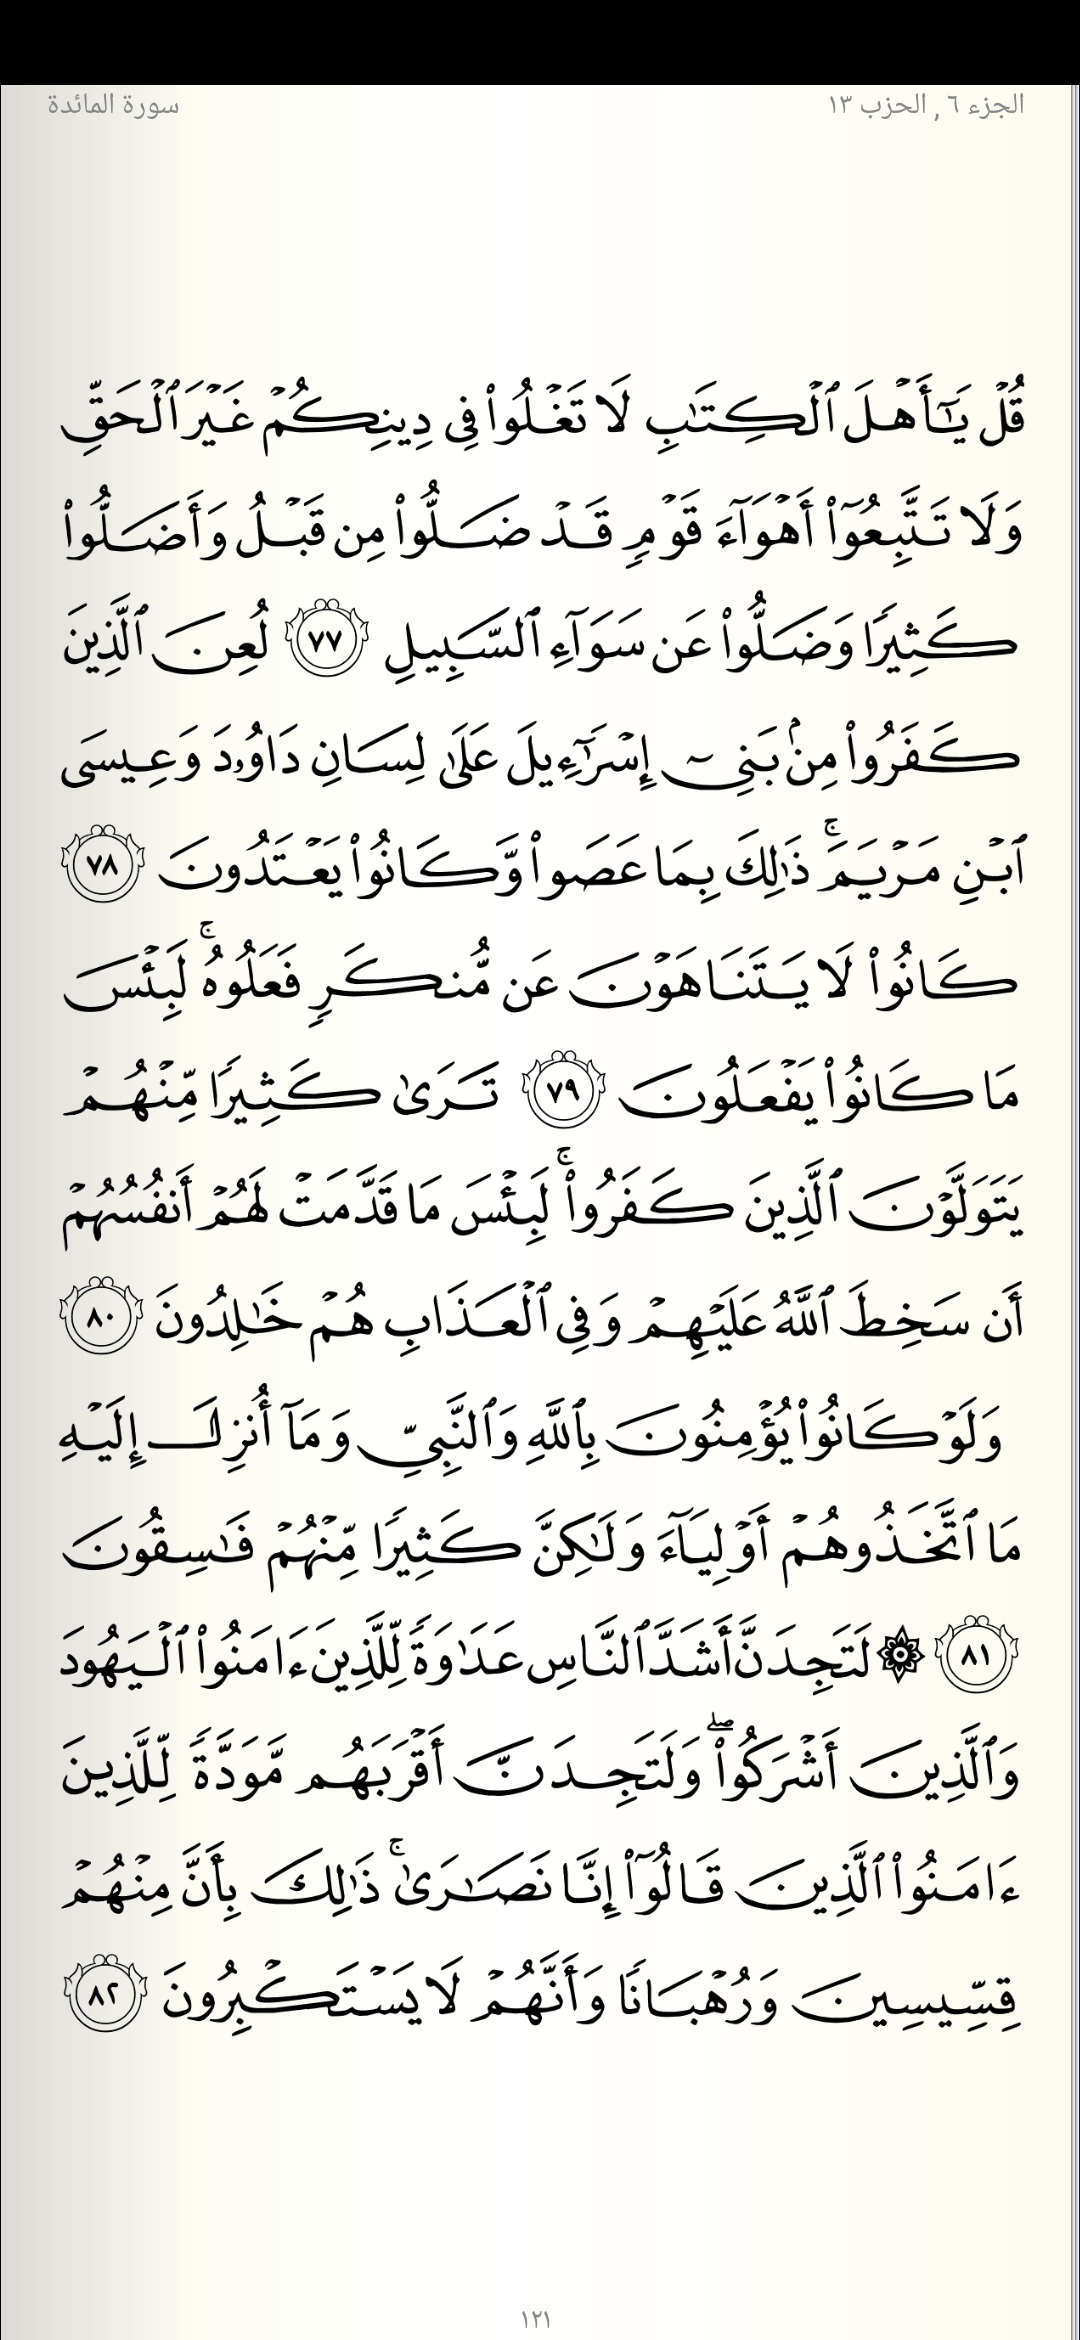 الجزء ٦ , الحزب ١٣
سورة المائدة
قُلۡ يَـٰٓأَهۡلَ ٱلۡكِتَـٰبِ لَا تَغۡلُوا۟ فِى دِينِكُمۡ غَيۡرَ ٱلۡحَقِّ
وَلَا تَتَّبِعُوٓا۟ أَهۡوَآءَ قَوۡمٍ قَدۡ ضَلُّوا۟ مِن قَبۡلُ وَأَضَلُّوا۟
كَثِيرًا وَضَلُّوا۟ عَن سَوَآءِ ٱلسَّبِيلِ ٧٧ لُعِنَ ٱلَّذِينَ
كَفَرُوا۟ مِنۢ بَنِىٓ إِسۡرَٰٓءِيلَ عَلَىٰ لِسَانِ دَاوُۥدَ وَعِيسَى
ٱبۡنِ مَرۡيَمَۚ ذَٰلِكَ بِمَا عَصَوا۟ وَّكَانُوا۟ يَعۡتَدُونَ ٧٨
كَانُوا۟ لَا يَتَنَاهَوۡنَ عَن مُّنكَرٍ فَعَلُوهُۚ لَبِئۡسَ
مَا كَانُوا۟ يَفۡعَلُونَ ٧٩ تَرَىٰ كَثِيرًا مِّنۡهُمۡ
يَتَوَلَّوۡنَ ٱلَّذِينَ كَفَرُوا۟ۚ لَبِئۡسَ مَا قَدَّمَتۡ لَهُمۡ أَنفُسُهُمۡ
أَن سَخِطَ ٱللَّهُ عَلَيۡهِمۡ وَفِى ٱلۡعَذَابِ هُمۡ خَـٰلِدُونَ ٨٠
وَلَوۡ كَانُوا۟ يُؤۡمِنُونَ بِٱللَّهِ وَٱلنَّبِىِّ وَمَآ أُنزِلَ إِلَيۡهِ
مَا ٱتَّخَذُوهُمۡ أَوۡلِيَآءَ وَلَـٰكِنَّ كَثِيرًا مِّنۡهُمۡ فَـٰسِقُونَ
٨١ ۞ لَتَجِدَنَّ أَشَدَّ ٱلنَّاسِ عَدَٰوَةً لِّلَّذِينَ ءَامَنُوا۟ ٱلۡيَهُودَ
وَٱلَّذِينَ أَشۡرَكُوا۟ۖ وَلَتَجِدَنَّ أَقۡرَبَهُم مَّوَدَّةً لِّلَّذِينَ
ءَامَنُوا۟ ٱلَّذِينَ قَالُوٓا۟ إِنَّا نَصَـٰرَىٰۚ ذَٰلِكَ بِأَنَّ مِنۡهُمۡ
قِسِّيسِينَ وَرُهۡبَانًا وَأَنَّهُمۡ لَا يَسۡتَكۡبِرُونَ ٨٢
١٢١